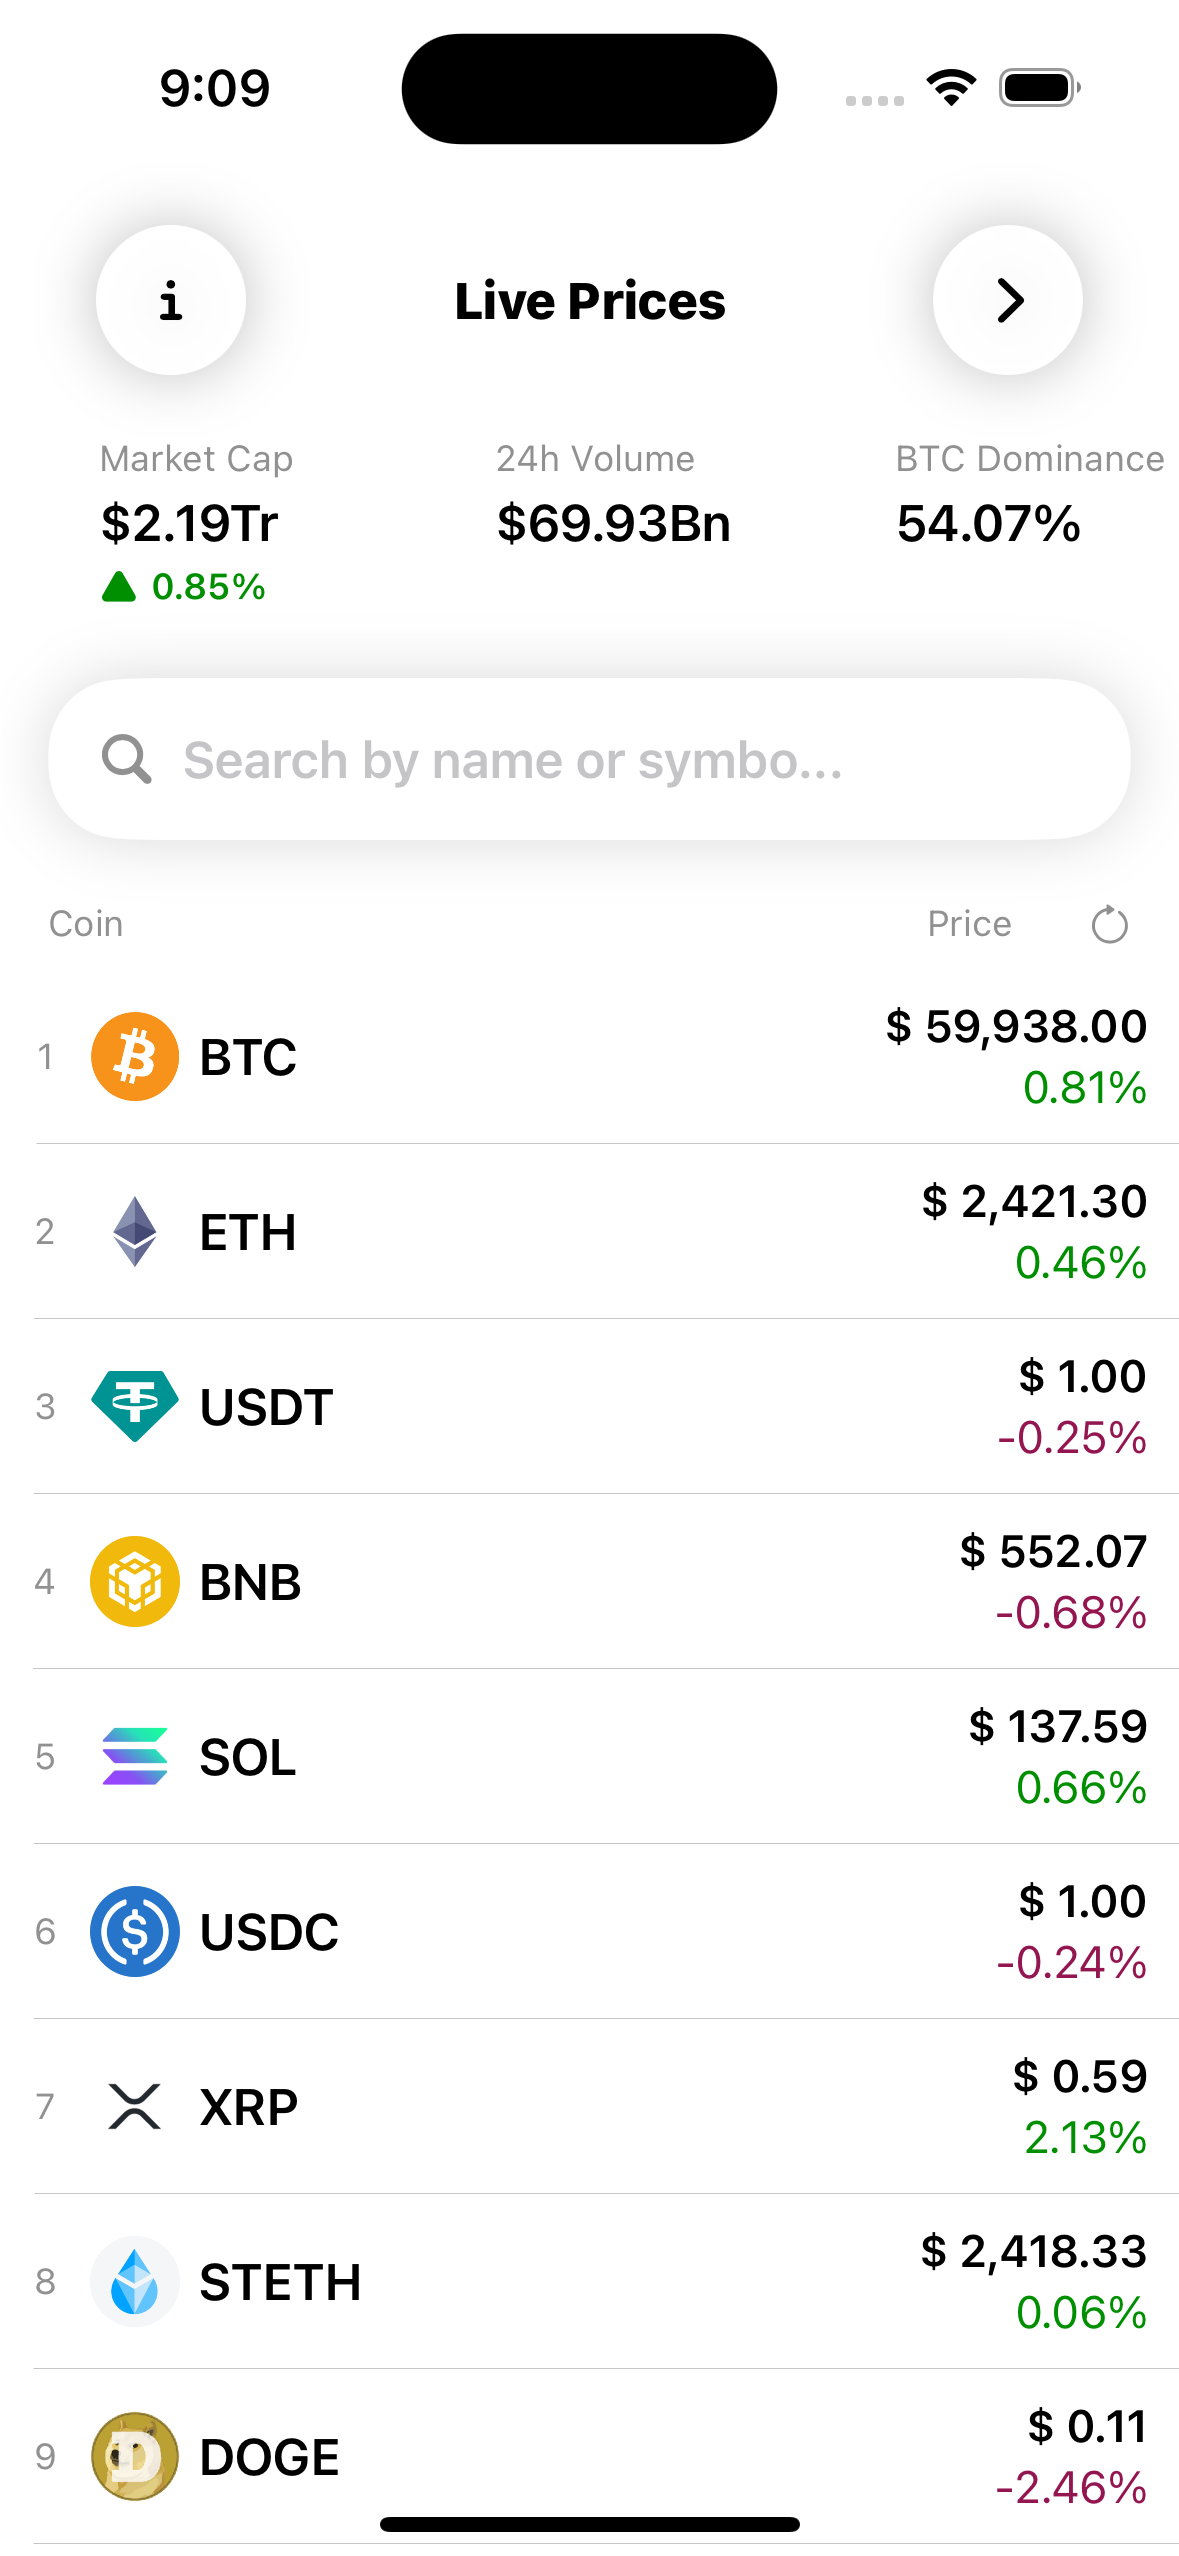 9:09
Live Prices
Market Cap
$2.19Tr
0.85%
24h Volume
$69.93Bn
BTC Dominance
54.07%
Search by name or symbo...
Coin
Price
1
BTC
$ 59,938.00
0.81%
2
ETH
$ 2,421.30
0.46%
3
USDT
$ 1.00
-0.25%
4
BNB
$ 552.07
-0.68%
5
SOL
$ 137.59
0.66%
6
USDC
$ 1.00
-0.24%
7
XRP
$ 0.59
2.13%
8
STETH
$ 2,418.33
0.06%
9
DOGE
$ 0.11
-2.46%